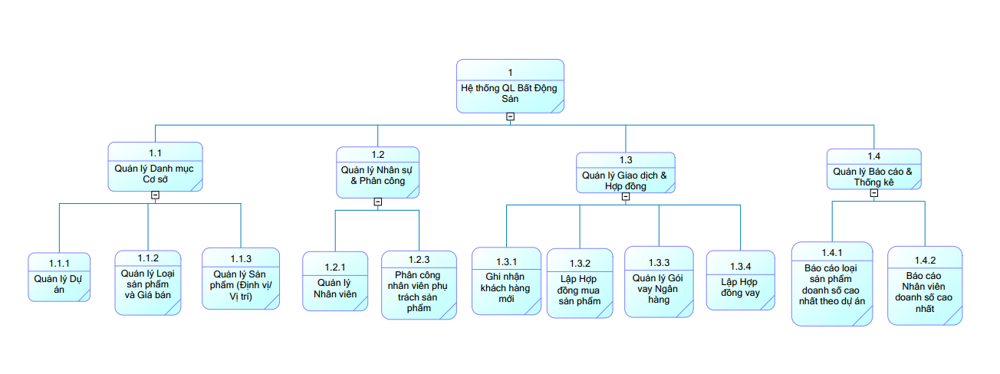 1
Hệ thống QL Bất Động
Sản
1.1
Quản lý Danh mục
Cơ sở
1.2
Quản lý Nhân sự
& Phân công
1.3
Quản lý Giao dịch &
Hợp đồng
1.4
Quản lý Báo cáo &
Thống kê
1.1.1
Quản lý Dự
án
1.1.2
Quản lý Loại
sản phẩm
và Giá bán
1.1.3
Quản lý Sản
phẩm (Định vị/
Vị trí)
1.2.1
Quản lý
Nhân viên
1.2.3
Phân công
nhân viên phụ
trách sản
phẩm
1.3.1
Ghi nhận
khách hàng
mới
1.3.2
Lập Hợp
đồng mua
sản phẩm
1.3.3
Quản lý Gói
vay Ngân
hàng
1.3.4
Lập Hợp
đồng vay
1.4.1
Báo cáo loại
sản phẩm
doanh số cao
nhất theo dự án
1.4.2
Báo cáo
Nhân viên
doanh số cao
nhất